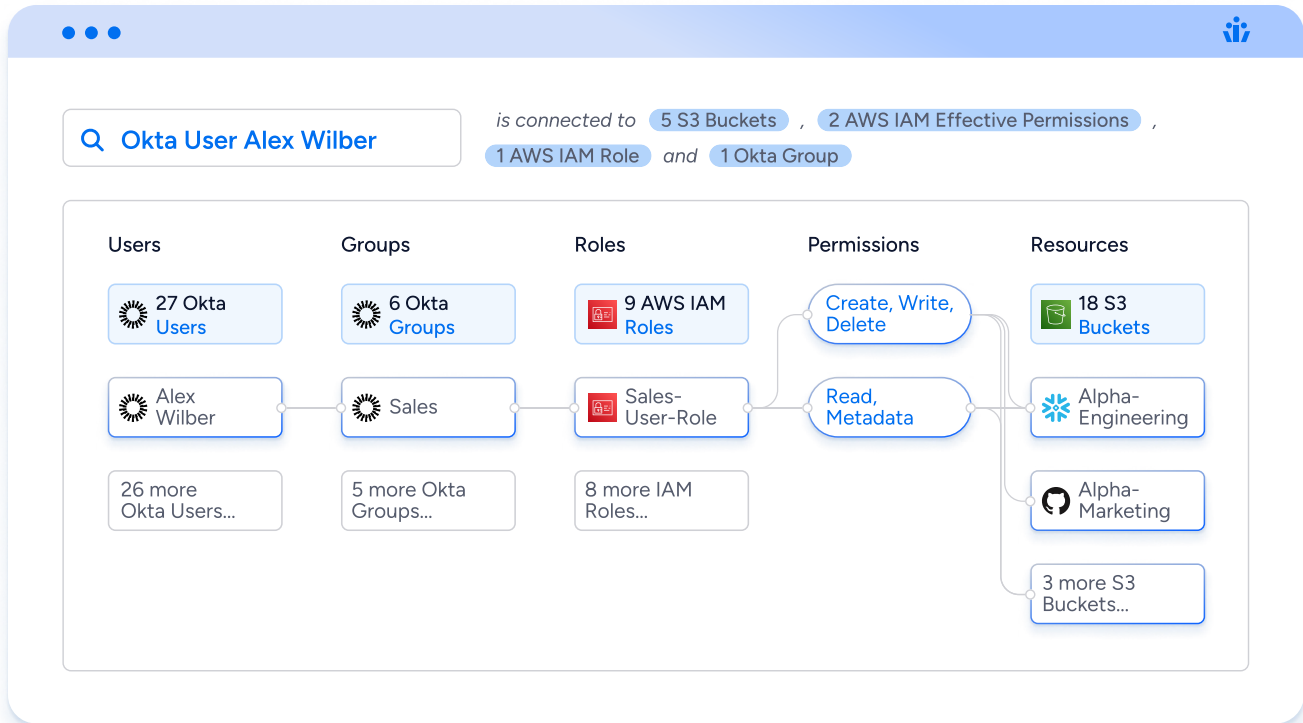 Okta User Alex Wilber
is connected to 5 S3 Buckets , 2 AWS IAM Effective Permissions ,
1 AWS IAM Role and 1 Okta Group
Users
Groups
Roles
Permissions
Resources
27 Okta
Users
6 Okta
Groups
9 AWS IAM
Roles
Create, Write,
Delete
18 S3
Buckets
Alex
Wilber
Sales
Sales-
User-Role
Read,
Metadata
Alpha-
Engineering
26 more
Okta Users...
5 more Okta
Groups...
8 more IAM
Roles...
Alpha-
Marketing
3 more S3
Buckets...